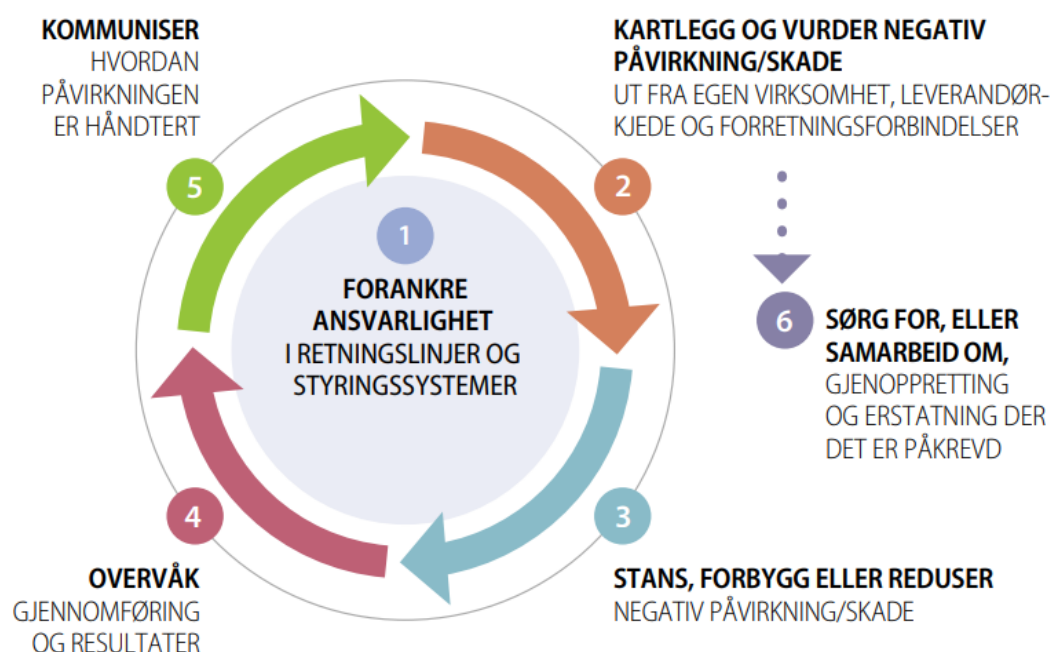 1
FORANKRE
ANSVARLIGHET
I RETNINGSLINJER OG
STYRINGSSYSTEMER
2
KARTLEGG OG VURDER NEGATIV
PÅVIRKNING/SKADE
UT FRA EGEN VIRKSOMHET, LEVERANDØR-
KJEDE OG FORRETNINGSFORBINDELSER
3
STANS, FORBYGG ELLER REDUSER
NEGATIV PÅVIRKNING/SKADE
4
OVERVÅK
GJENNOMFØRING
OG RESULTATER
5
KOMMUNISER
HVORDAN
PÅVIRKNINGEN
ER HÅNDTERT
6
SØRG FOR, ELLER
SAMARBEID OM,
GJENOPPRETTING
OG ERSTATNING DER
DET ER PÅKREVD